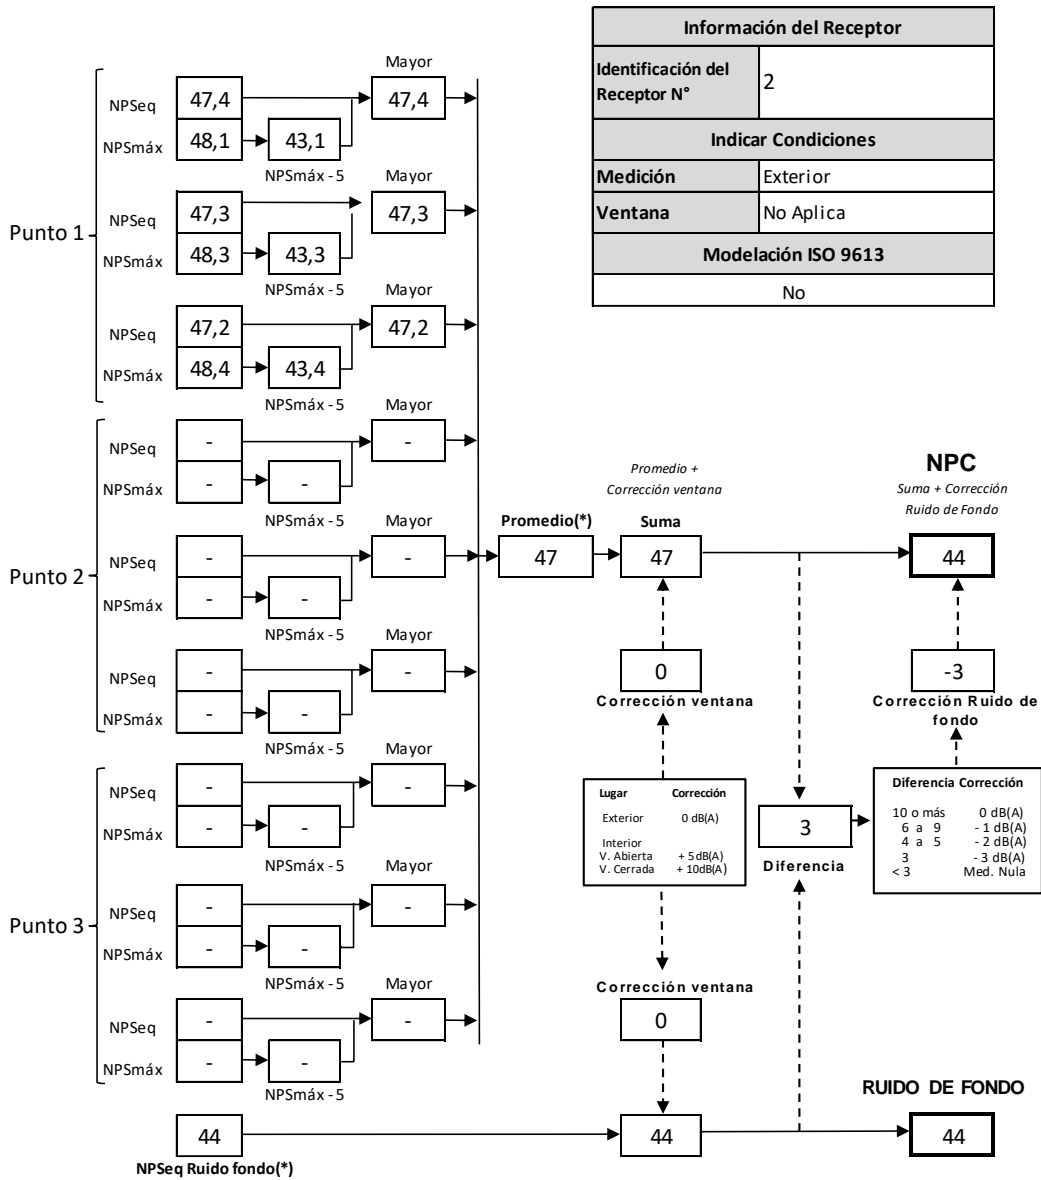 Información del Receptor
Identificación del Receptor N°
2
Indicar Condiciones
Medición
Exterior
Ventana
No Aplica
Modelación ISO 9613
No
Punto 1
Mayor
NPSeq
47,4
47,4
NPSmáx
48,1
43,1
NPSmáx - 5
Mayor
NPSeq
47,3
47,3
NPSmáx
48,3
43,3
NPSmáx - 5
Mayor
NPSeq
47,2
47,2
NPSmáx
48,4
43,4
NPSmáx - 5
Punto 2
Mayor
NPSeq
-
-
NPSmáx
-
-
NPSmáx - 5
Mayor
NPSeq
-
-
NPSmáx
-
-
NPSmáx - 5
Mayor
NPSeq
-
-
NPSmáx
-
-
NPSmáx - 5
Punto 3
Mayor
NPSeq
-
-
NPSmáx
-
-
NPSmáx - 5
Mayor
NPSeq
-
-
NPSmáx
-
-
NPSmáx - 5
Mayor
NPSeq
-
-
NPSmáx
-
-
NPSmáx - 5
Promedio(*)
47
Promedio +
Corrección ventana
Suma
47
NPC
Suma + Corrección
Ruido de Fondo
44
0
Corrección ventana
-3
Corrección Ruido de
fondo
Lugar Corrección
Exterior 0 dB(A)
Interior
V. Abierta + 5dB(A)
V. Cerrada + 10dB(A)
3
Diferencia
Diferencia Corrección
10 o más 0 dB(A)
6 a 9 - 1 dB(A)
4 a 5 - 2 dB(A)
3 - 3 dB(A)
< 3 Med. Nula
Corrección ventana
0
RUIDO DE FONDO
44
44
44
NPSeq Ruido fondo(*)